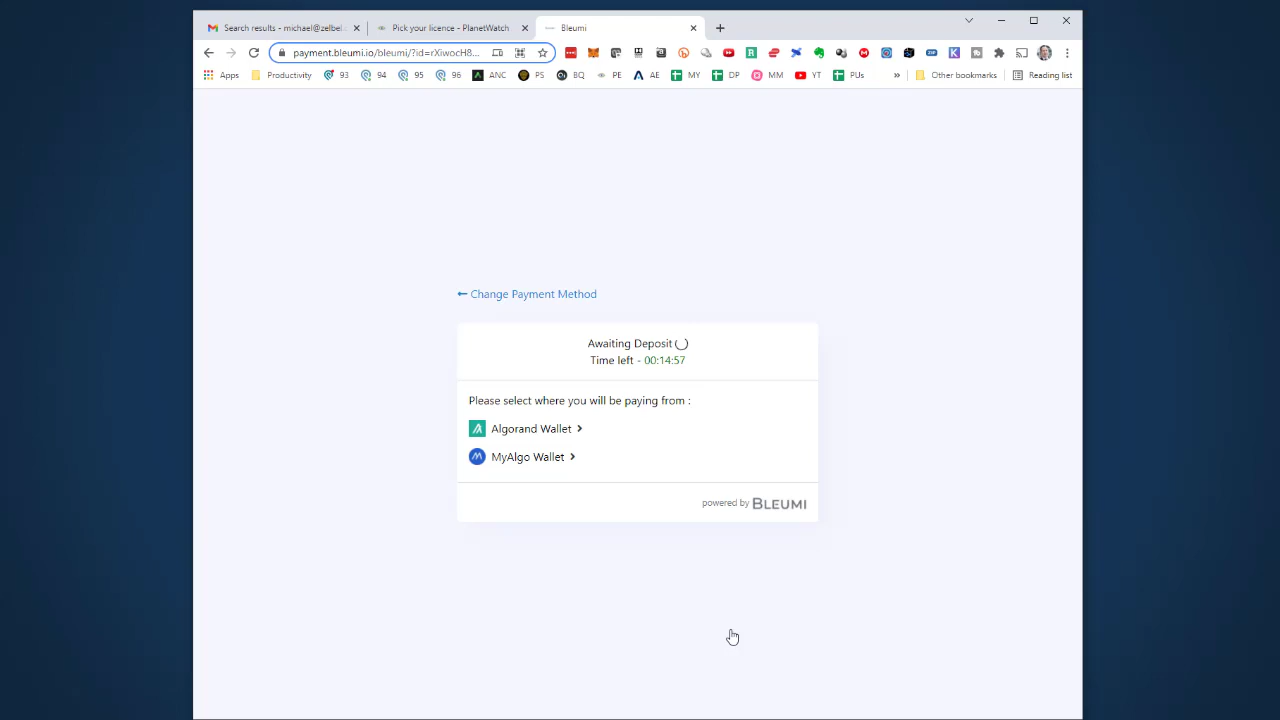 Search results - michael@zelbei
Pick your licence - PlanetWatch
Bleumi
payment.bleumi.io/bleumi/?id=rXiwocH8...
Apps
Productivity
93
94
95
96
ANC
PS
BQ
PE
AE
MY
DP
MM
YT
PUs
»
Other bookmarks
Reading list
Change Payment Method
Awaiting Deposit
Time left - 00:14:57
Please select where you will be paying from :
Algorand Wallet
MyAlgo Wallet
powered by BLEUMI